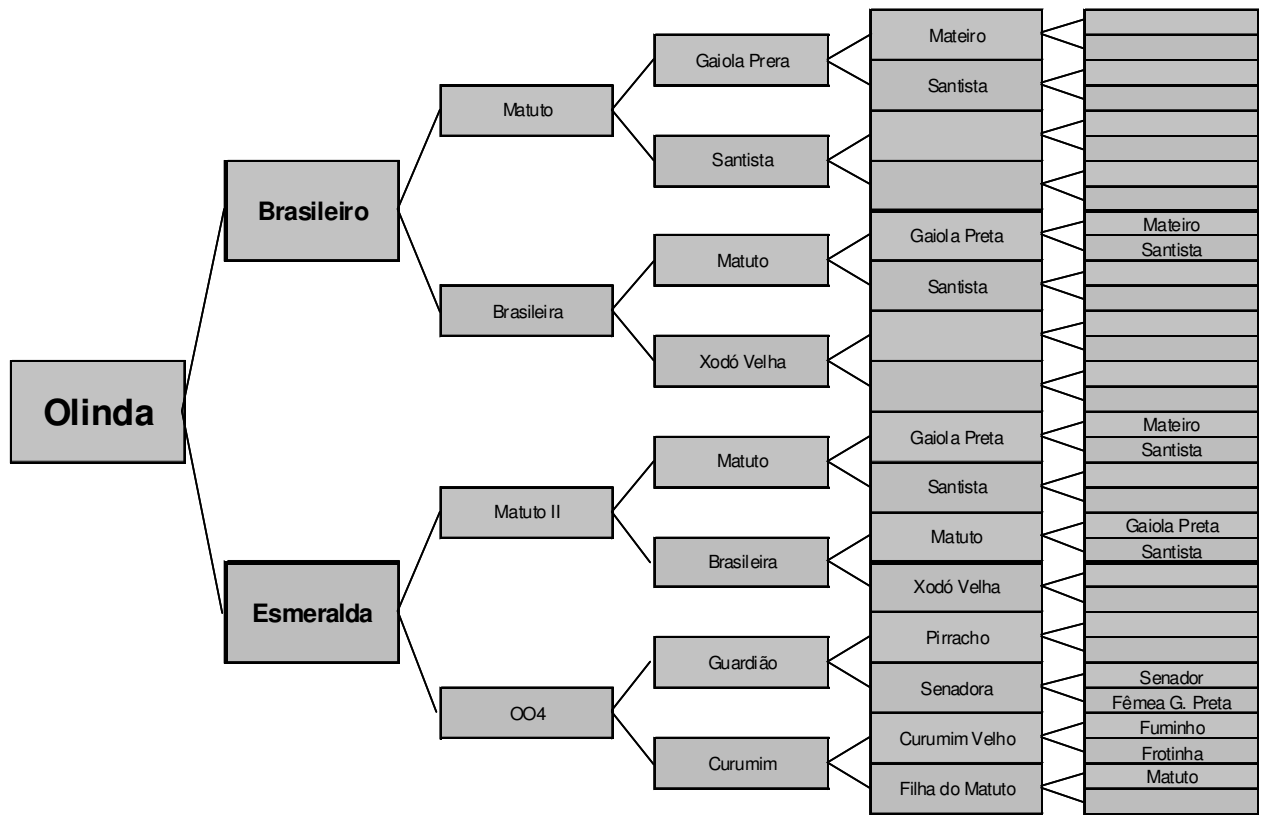 Olinda
Brasileiro
Esmeralda
Matuto
Brasileira
Matuto II
OO4
Gaiola Prera
Santista
Matuto
Xodó Velha
Matuto
Brasileira
Guardião
Curumim
Mateiro
Santista
Gaiola Preta
Santista
Gaiola Preta
Santista
Matuto
Xodó Velha
Pirracho
Senadora
Curumim Velho
Filha do Matuto
Mateiro
Santista
Mateiro
Santista
Gaiola Preta
Santista
Senador
Fêmea G. Preta
Fuminho
Frotinha
Matuto